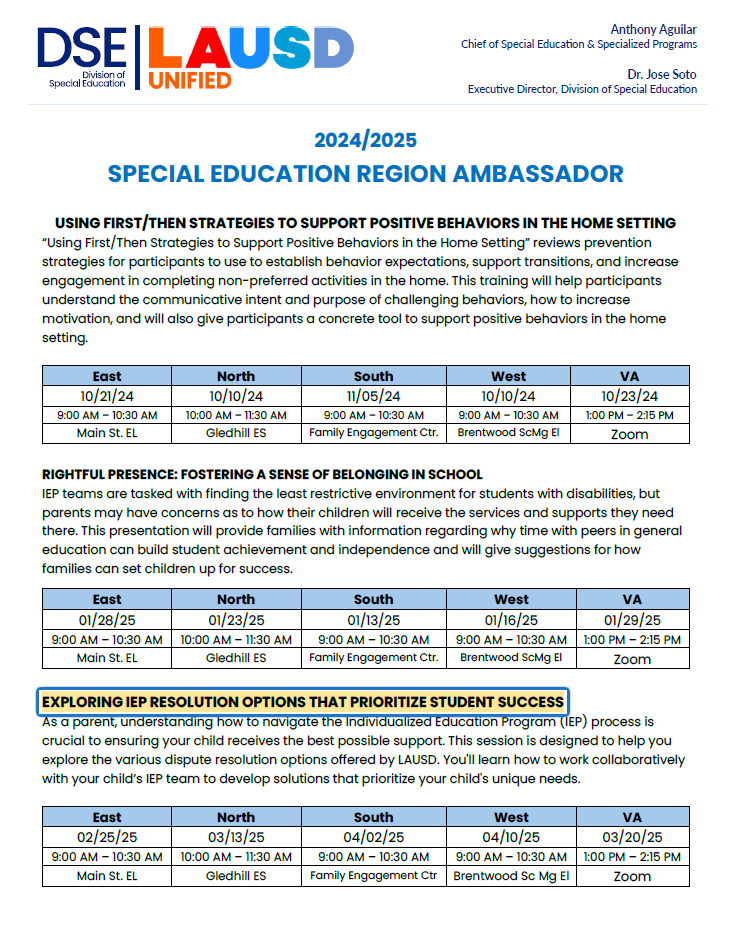 DSE
Division of
Special Education
LAUSD
UNIFIED
Anthony Aguilar
Chief of Special Education & Specialized Programs
Dr. Jose Soto
Executive Director, Division of Special Education
2024/2025
SPECIAL EDUCATION REGION AMBASSADOR
USING FIRST/THEN STRATEGIES TO SUPPORT POSITIVE BEHAVIORS IN THE HOME SETTING
“Using First/Then Strategies to Support Positive Behaviors in the Home Setting” reviews prevention
strategies for participants to use to establish behavior expectations, support transitions, and increase
engagement in completing non-preferred activities in the home. This training will help participants
understand the communicative intent and purpose of challenging behaviors, how to increase
motivation, and will also give participants a concrete tool to support positive behaviors in the home
setting.
East North South West VA
10/21/24 10/10/24 11/05/24 10/10/24 10/23/24
9:00 AM – 10:30 AM 10:00 AM – 11:30 AM 9:00 AM – 10:30 AM 9:00 AM – 10:30 AM 1:00 PM – 2:15 PM
Main St. EL Gledhill ES Family Engagement Ctr. Brentwood ScMg El Zoom
RIGHTFUL PRESENCE: FOSTERING A SENSE OF BELONGING IN SCHOOL
IEP teams are tasked with finding the least restrictive environment for students with disabilities, but
parents may have concerns as to how their children will receive the services and supports they need
there. This presentation will provide families with information regarding why time with peers in general
education can build student achievement and independence and will give suggestions for how
families can set children up for success.
East North South West VA
01/28/25 01/23/25 01/13/25 01/16/25 01/29/25
9:00 AM – 10:30 AM 10:00 AM – 11:30 AM 9:00 AM – 10:30 AM 9:00 AM – 10:30 AM 1:00 PM – 2:15 PM
Main St. EL Gledhill ES Family Engagement Ctr. Brentwood ScMg El Zoom
EXPLORING IEP RESOLUTION OPTIONS THAT PRIORITIZE STUDENT SUCCESS
As a parent, understanding how to navigate the Individualized Education Program (IEP) process is
crucial to ensuring your child receives the best possible support. This session is designed to help you
explore the various dispute resolution options offered by LAUSD. You'll learn how to work collaboratively
with your child’s IEP team to develop solutions that prioritize your child's unique needs.
East North South West VA
02/25/25 03/13/25 04/02/25 04/10/25 03/20/25
9:00 AM – 10:30 AM 10:00 AM – 11:30 AM 9:00 AM – 10:30 AM 9:00 AM – 10:30 AM 1:00 PM – 2:15 PM
Main St. EL Gledhill ES Family Engagement Ctr Brentwood Sc Mg El Zoom